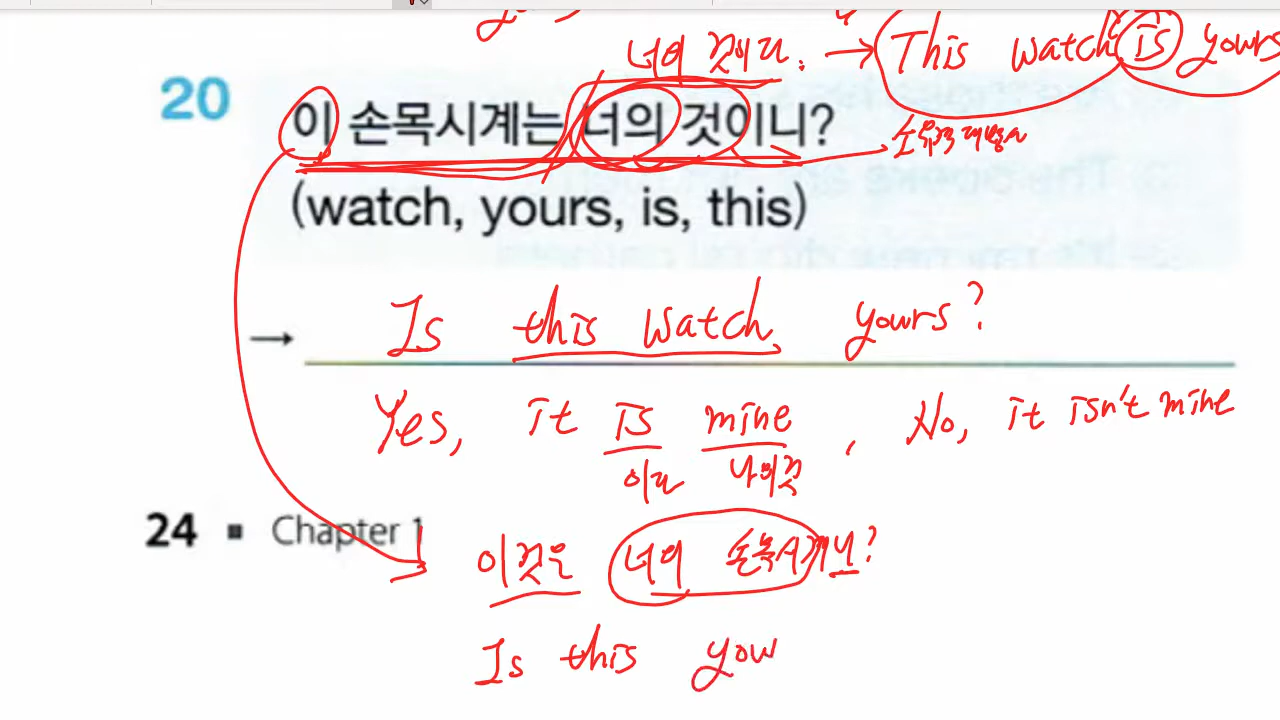 너의 것이다. → This watch is yours
20 이 손목시계는 너의 것이니?
소유격대명사
(watch, yours, is, this)
→ Is this watch yours?
Yes, it is mine, No, it isn't mine
이다 나의것
24 ■ Chapter 1
이것은 너의 손목시계니?
Is this you